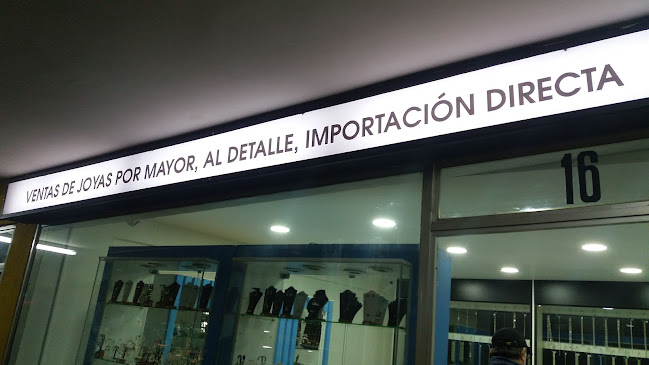 VENTAS DE JOYAS POR MAYOR, AL DETALLE, IMPORTACIÓN DIRECTA
16